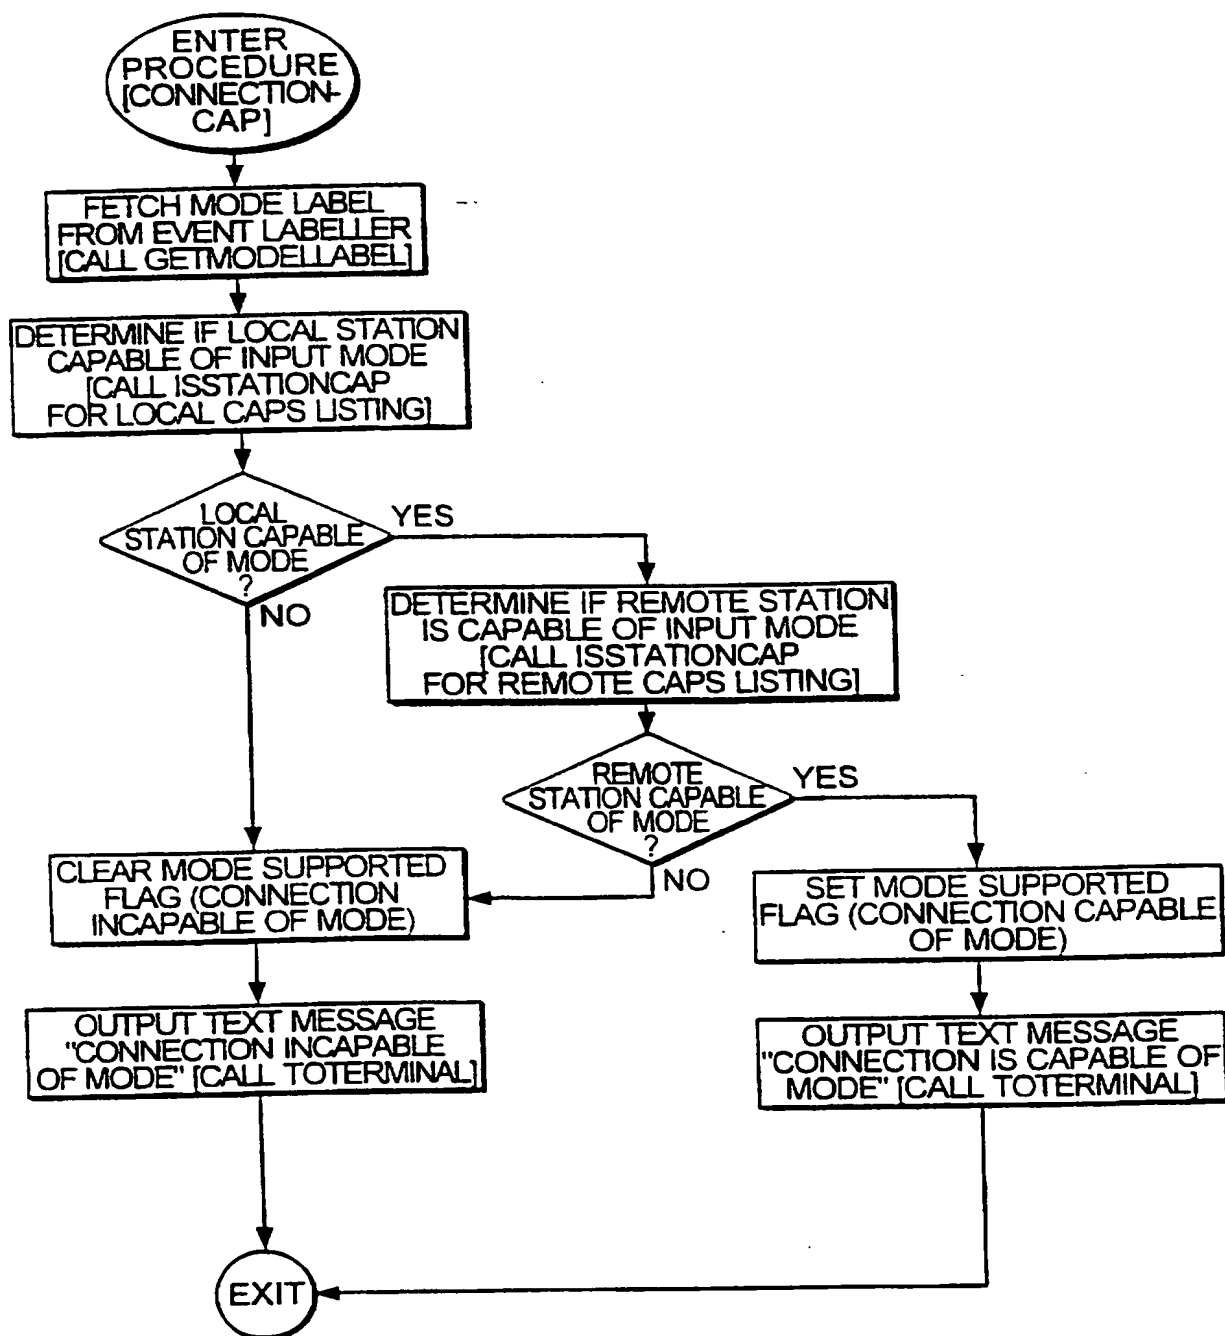 ENTER
PROCEDURE
[CONNECTION-
CAP]
FETCH MODE LABEL
FROM EVENT LABELLER
[CALL GETMODELLABEL]
DETERMINE IF LOCAL STATION
CAPABLE OF INPUT MODE
[CALL ISSTATIONCAP
FOR LOCAL CAPS LISTING]
LOCAL
STATION CAPABLE
OF MODE
?
YES
NO
DETERMINE IF REMOTE STATION
IS CAPABLE OF INPUT MODE
[CALL ISSTATIONCAP
FOR REMOTE CAPS LISTING]
REMOTE
STATION CAPABLE
OF MODE
?
YES
NO
CLEAR MODE SUPPORTED
FLAG (CONNECTION
INCAPABLE OF MODE)
SET MODE SUPPORTED
FLAG (CONNECTION CAPABLE
OF MODE)
OUTPUT TEXT MESSAGE
"CONNECTION INCAPABLE
OF MODE" [CALL TOTERMINAL]
OUTPUT TEXT MESSAGE
"CONNECTION IS CAPABLE OF
MODE" [CALL TOTERMINAL]
EXIT